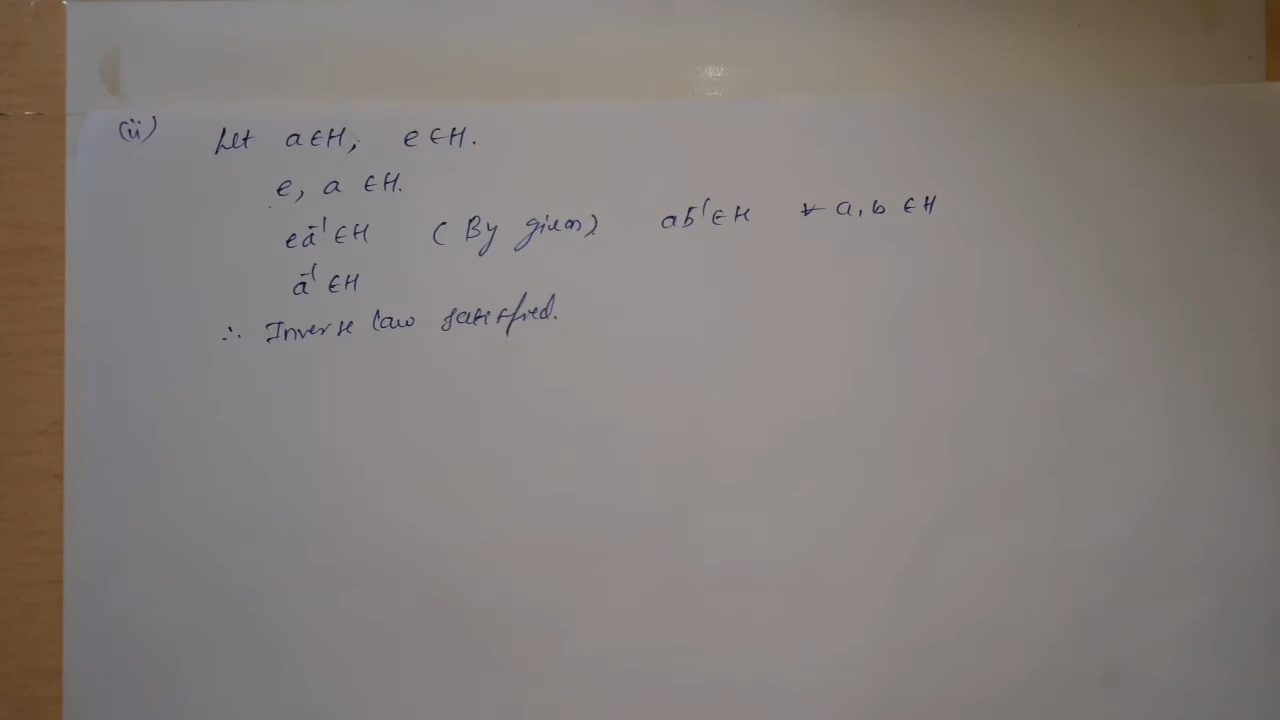 (ii) Let a∈H, e∈H.
e, a ∈H.
ea⁻¹∈H (By given) ab⁻¹∈H ∀ a, b ∈H
a⁻¹ ∈H
∴ Inverse law satisfied.